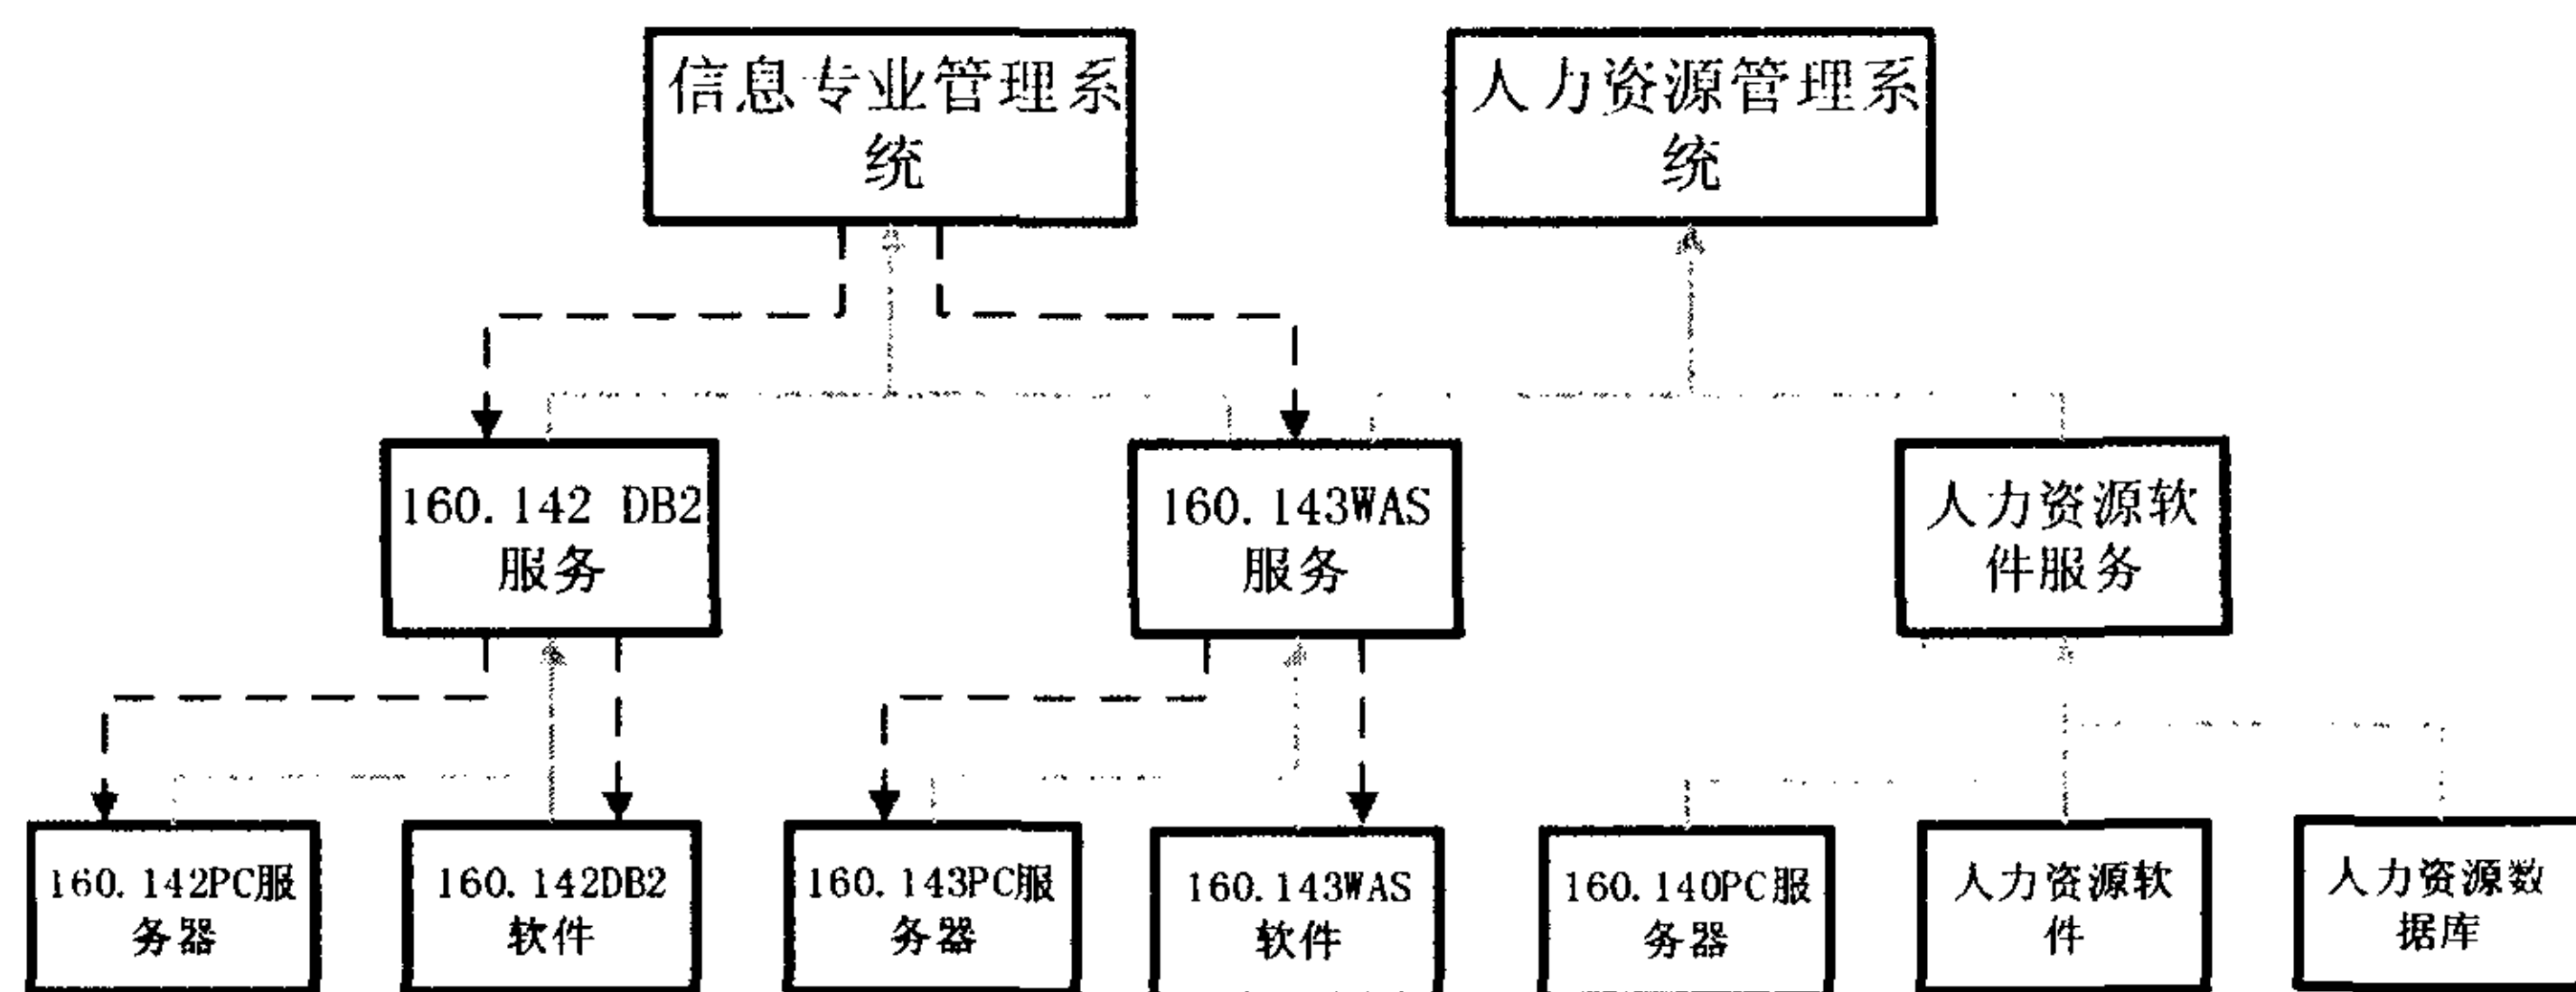 信息专业管理系
统
人力资源管理系
统
160.142 DB2
服务
160.143WAS
服务
人力资源软
件服务
160.142PC服
务器
160.142DB2
软件
160.143PC服
务器
160.143WAS
软件
160.140PC服
务器
人力资源软
件
人力资源数
据库